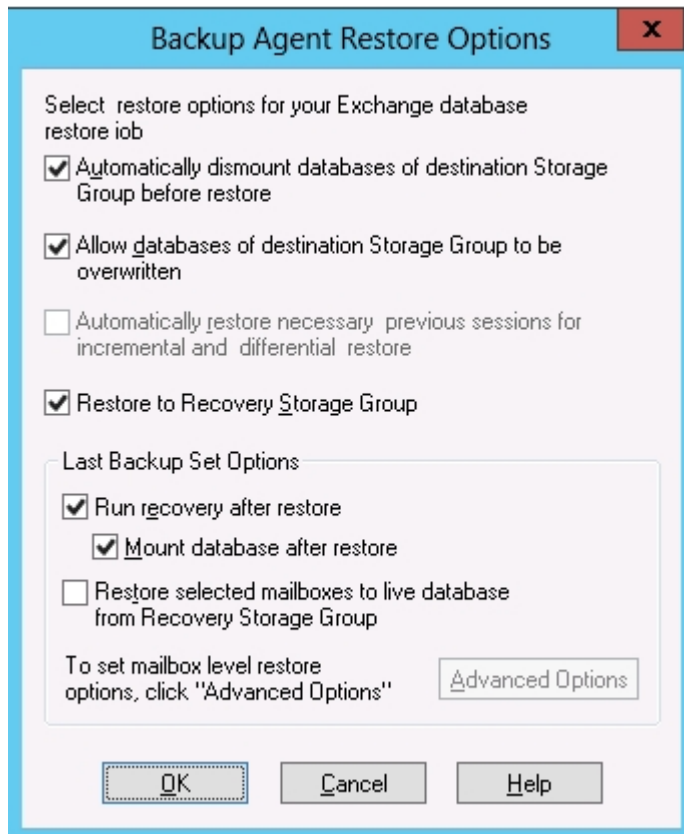 Backup Agent Restore Options
x
Select restore options for your Exchange database
restore iob
Automatically dismount databases of destination Storage
Group before restore
Allow databases of destination Storage Group to be
overwritten
Automatically restore necessary previous sessions for
incremental and differential restore
Restore to Recovery Storage Group
Last Backup Set Options
Run recovery after restore
Mount database after restore
Restore selected mailboxes to live database
from Recovery Storage Group
To set mailbox level restore
options, click "Advanced Options"
Advanced Options
OK
Cancel
Help